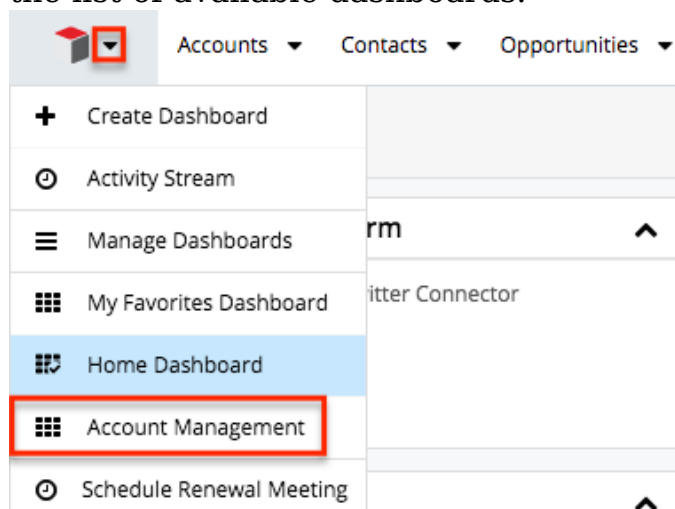 the list of available dashboards.
Accounts Contacts Opportunities
Create Dashboard
Activity Stream
Manage Dashboards
rm
My Favorites Dashboard
itter Connector
Home Dashboard
Account Management
Schedule Renewal Meeting